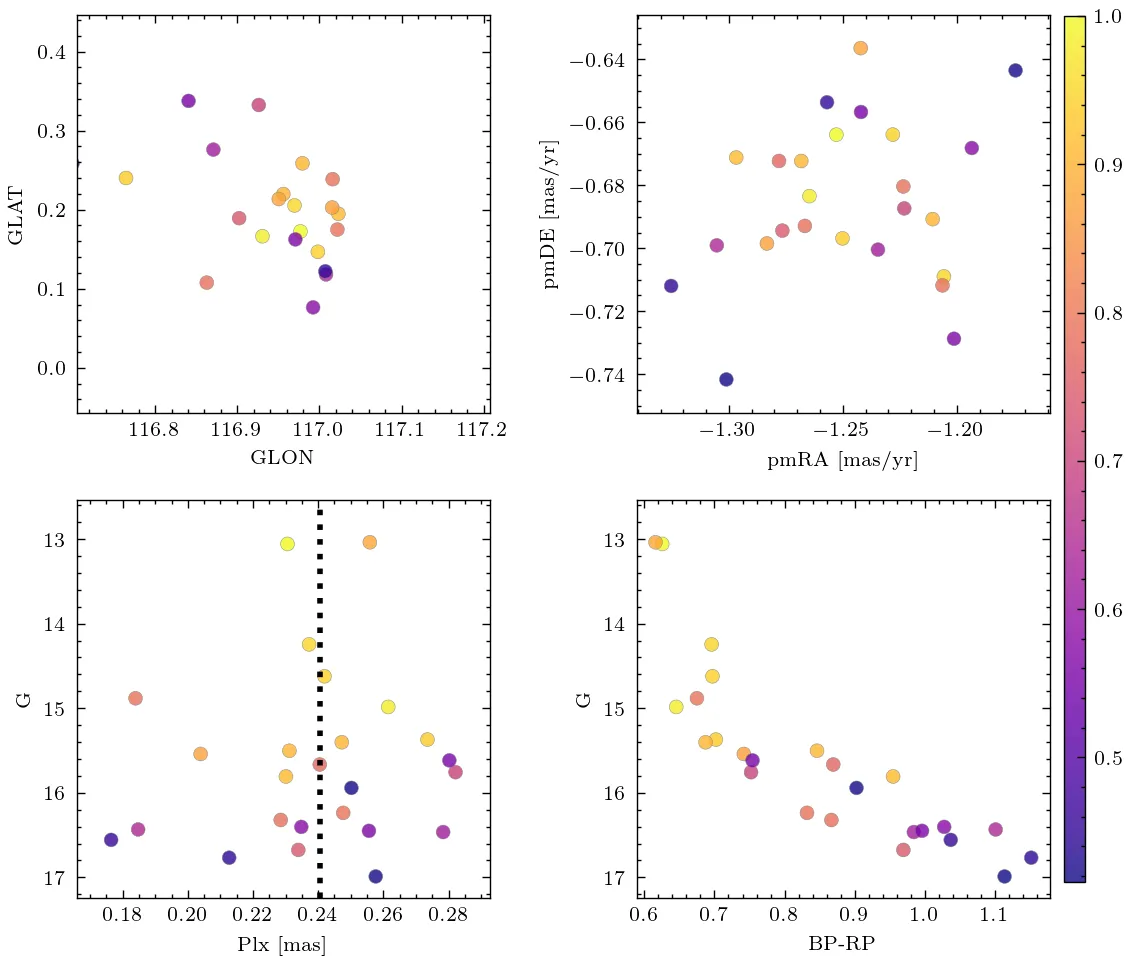 0.4
0.3
0.2
0.1
0.0
GLAT
116.8 116.9 117.0 117.1 117.2
GLON
−0.64
−0.66
−0.68
−0.70
−0.72
−0.74
pmDE [mas/yr]
−1.30 −1.25 −1.20
pmRA [mas/yr]
1.0
0.9
0.8
0.7
0.6
0.5
13
14
15
16
17
G
0.18 0.20 0.22 0.24 0.26 0.28
Plx [mas]
13
14
15
16
17
G
0.6 0.7 0.8 0.9 1.0 1.1
BP-RP